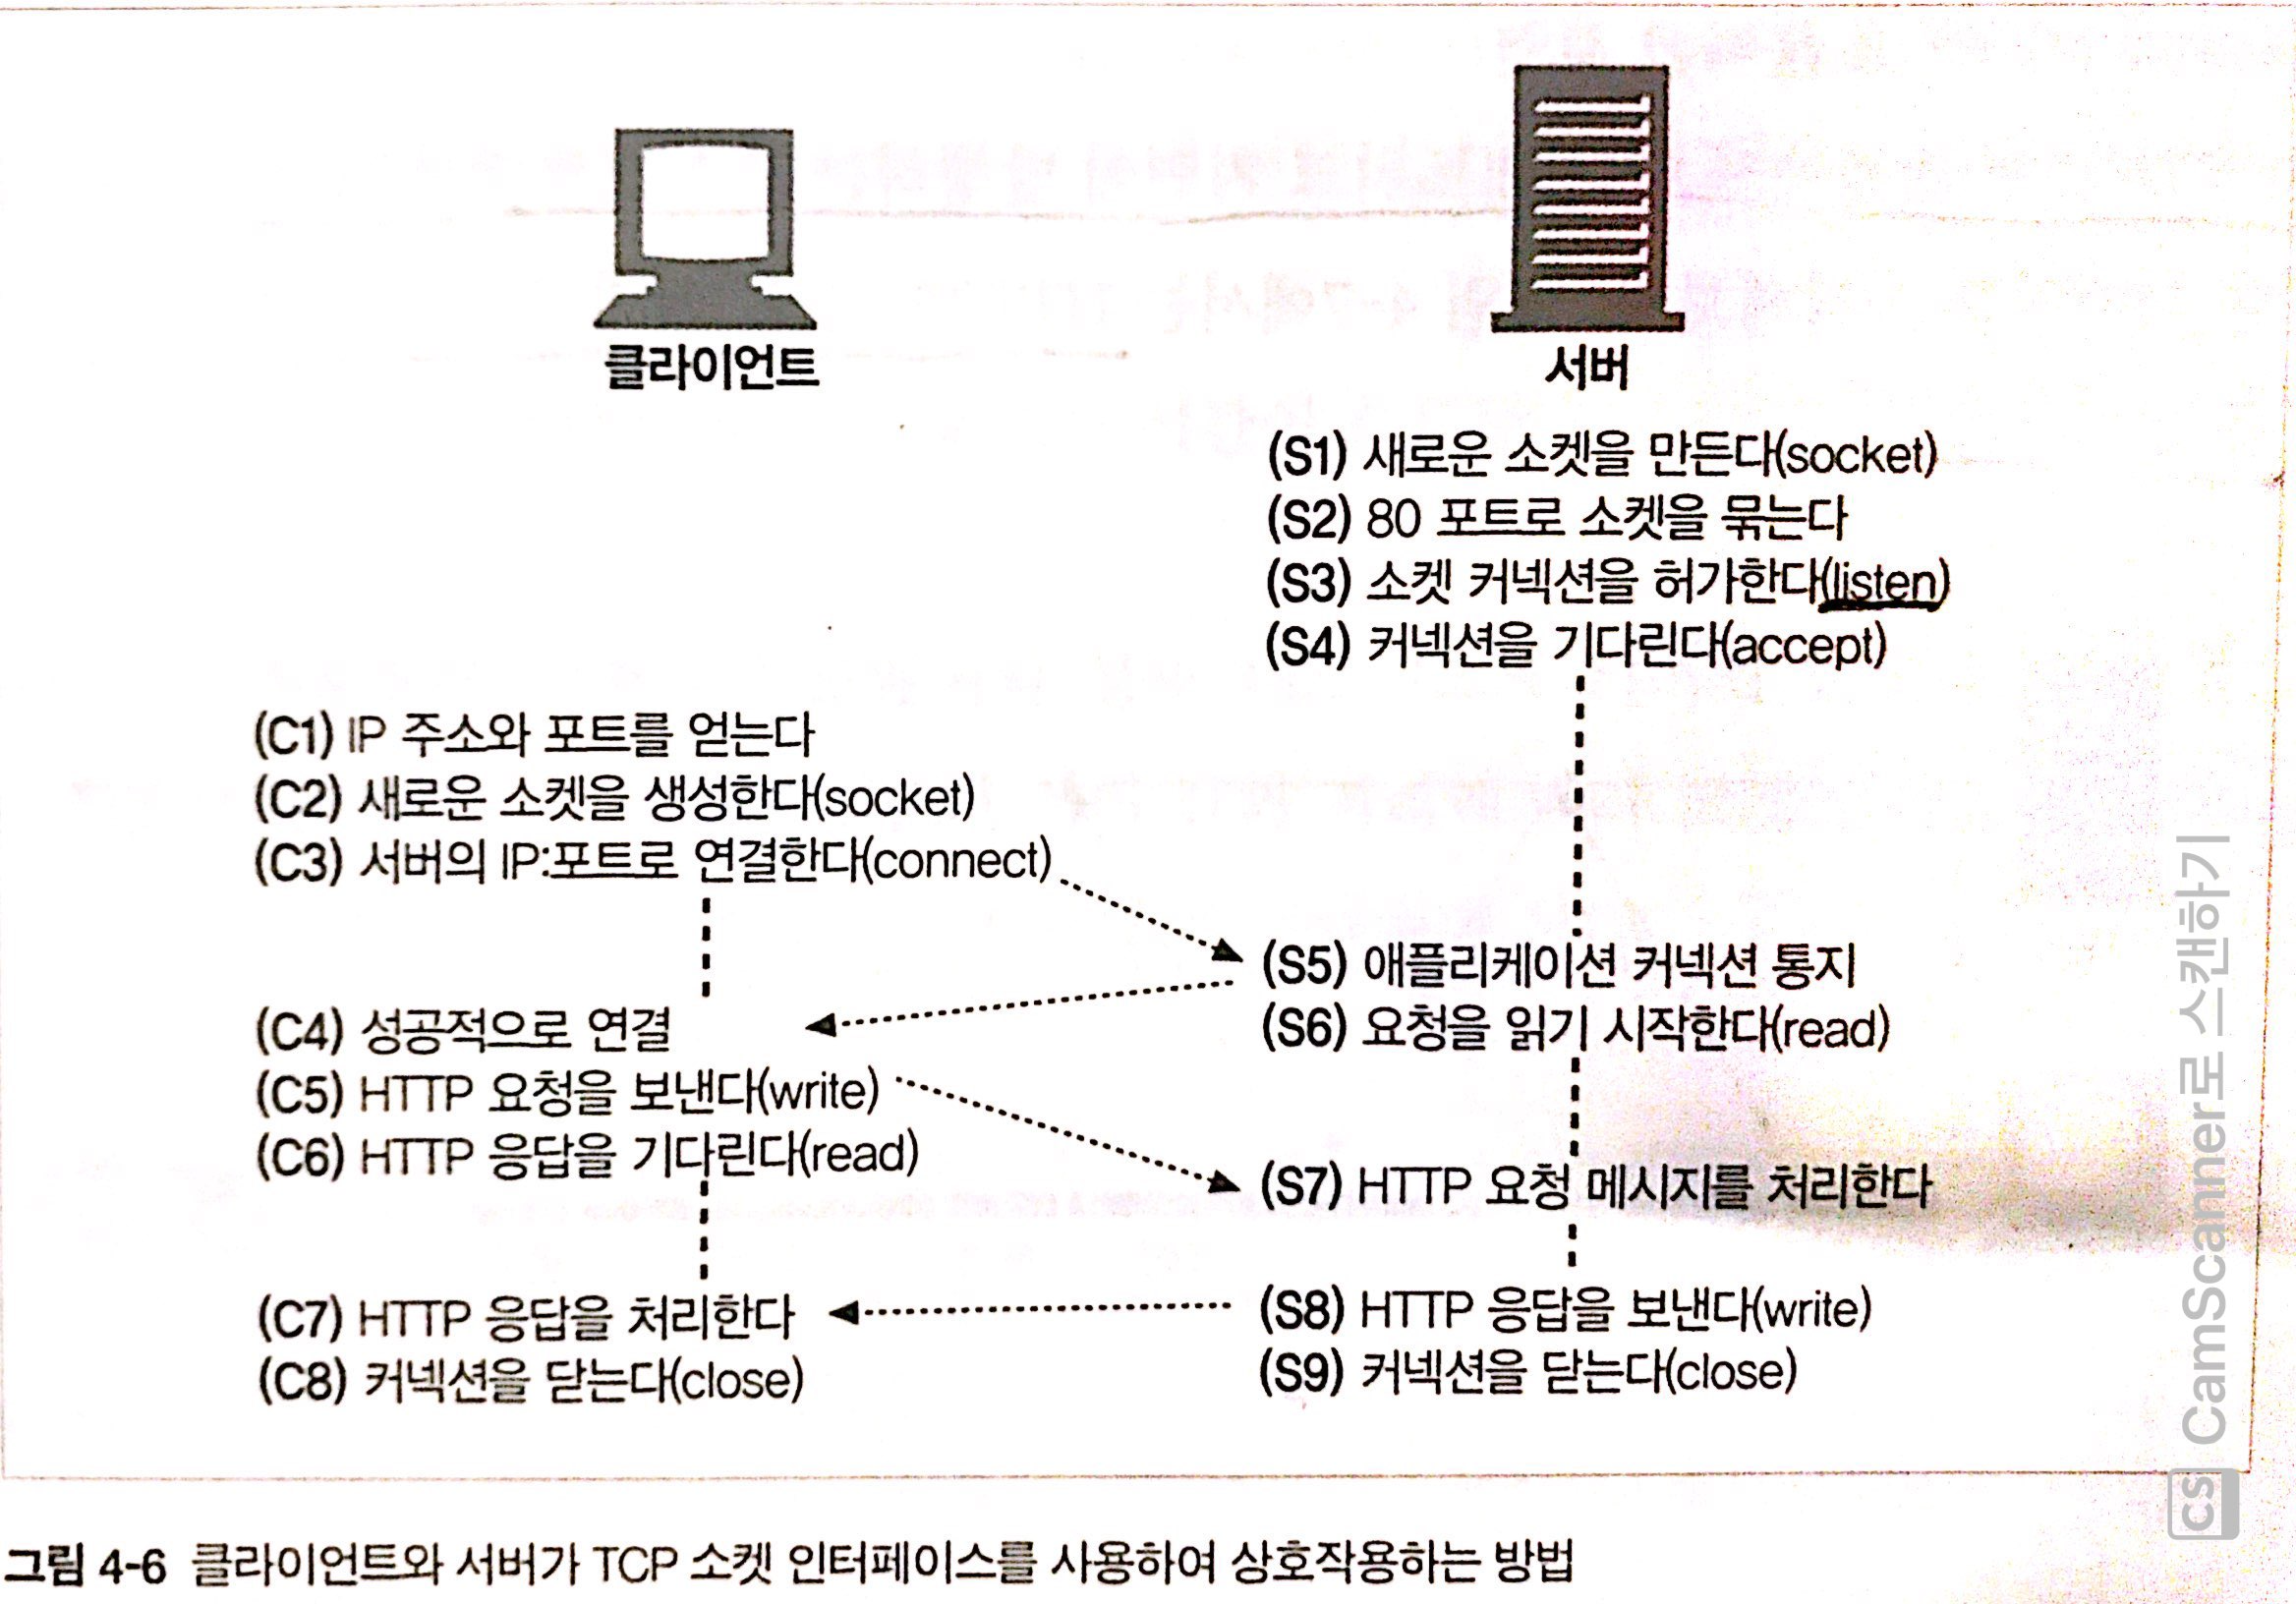 클라이언트
서버
(S1) 새로운 소켓을 만든다(socket)
(S2) 80 포트로 소켓을 묶는다
(S3) 소켓 커넥션을 허가한다(listen)
(S4) 커넥션을 기다린다(accept)
(C1) IP 주소와 포트를 얻는다
(C2) 새로운 소켓을 생성한다(socket)
(C3) 서버의 IP:포트로 연결한다(connect)
(S5) 애플리케이션 커넥션 통지
(S6) 요청을 읽기 시작한다(read)
(C4) 성공적으로 연결
(C5) HTTP 요청을 보낸다(write)
(C6) HTTP 응답을 기다린다(read)
(S7) HTTP 요청 메시지를 처리한다
(S8) HTTP 응답을 보낸다(write)
(S9) 커넥션을 닫는다(close)
(C7) HTTP 응답을 처리한다
(C8) 커넥션을 닫는다(close)
그림 4-6 클라이언트와 서버가 TCP 소켓 인터페이스를 사용하여 상호작용하는 방법
CS CamScanner로 스캔하기